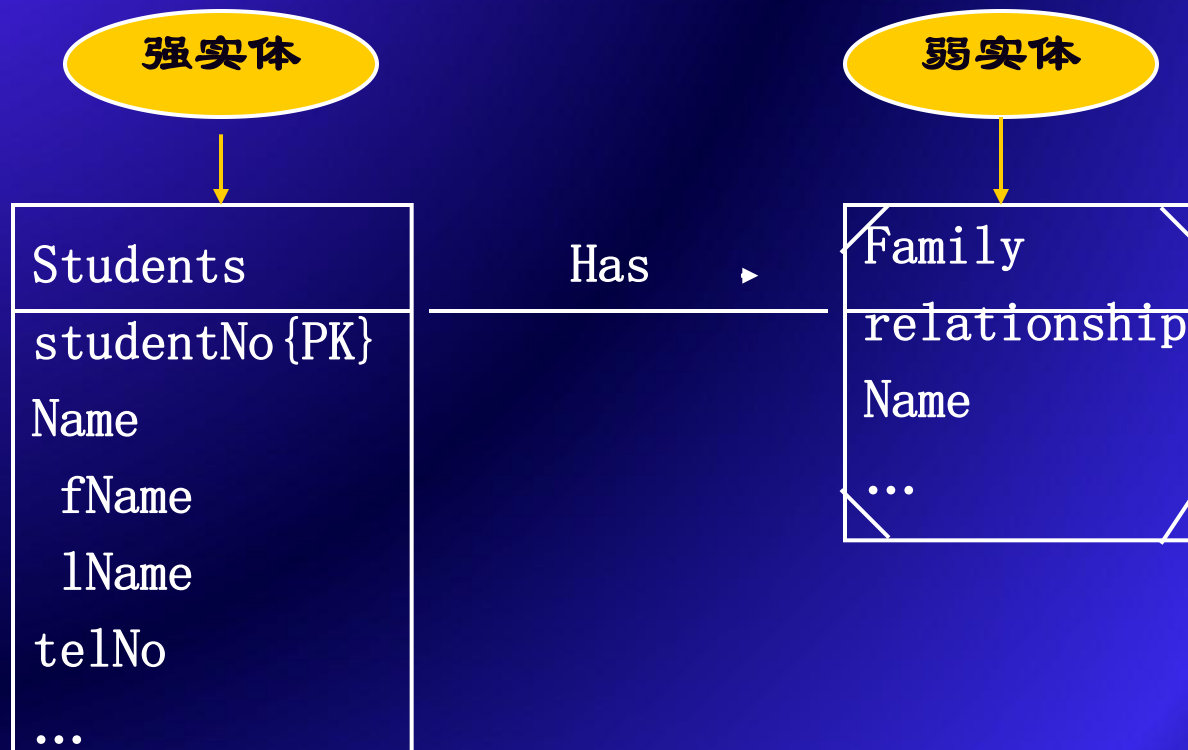 强实体
弱实体
Students
studentNo{PK}
Name
fName
lName
telNo
…
Has
Family
relationship
Name
…